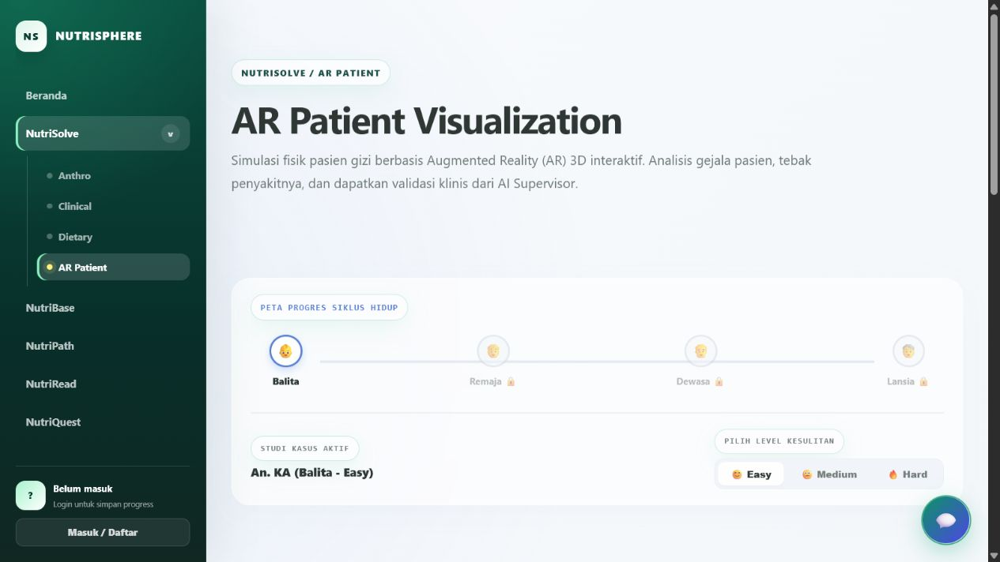 NS NUTRISPHERE
Beranda
NutriSolve v
Anthro
Clinical
Dietary
AR Patient
NutriBase
NutriPath
NutriRead
NutriQuest
? Belum masuk
Login untuk simpan progress
Masuk / Daftar
NUTRISOLVE / AR PATIENT
AR Patient Visualization
Simulasi fisik pasien gizi berbasis Augmented Reality (AR) 3D interaktif. Analisis gejala pasien, tebak
penyakitnya, dan dapatkan validasi klinis dari AI Supervisor.
PETA PROGRES SIKLUS HIDUP
Balita
Remaja
Dewasa
Lansia
STUDI KASUS AKTIF
An. KA (Balita - Easy)
PILIH LEVEL KESULITAN
Easy Medium Hard